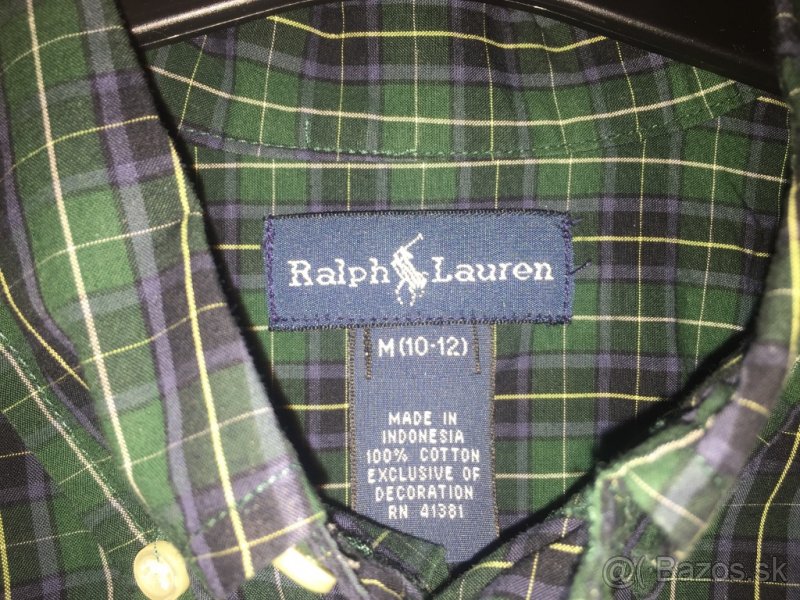 Ralph Lauren
M (10-12)
MADE IN
INDONESIA
100% COTTON
EXCLUSIVE OF
DECORATION
RN 41381
@( Bazos.sk